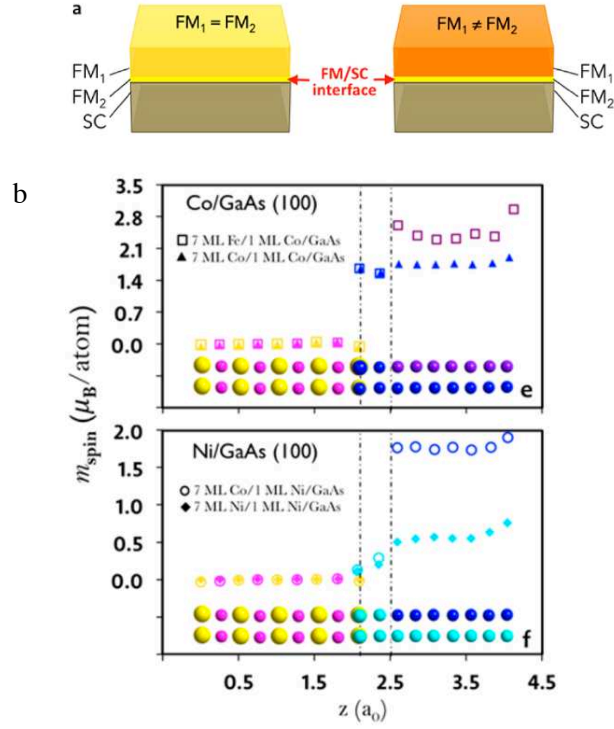 a
FM₁ = FM₂
FM₁ ≠ FM₂
FM₁
FM₂
SC
FM/SC
interface
FM₁
FM₂
SC
b
m_spin (μ_B/atom)
3.5
2.8
2.1
1.4
0.7
0.0
Co/GaAs (100)
7 ML Fe/1 ML Co/GaAs
7 ML Co/1 ML Co/GaAs
e
2.0
1.5
1.0
0.5
0.0
Ni/GaAs (100)
7 ML Co/1 ML Ni/GaAs
7 ML Ni/1 ML Ni/GaAs
f
0.5 1.5 2.5 3.5 4.5
z (a₀)